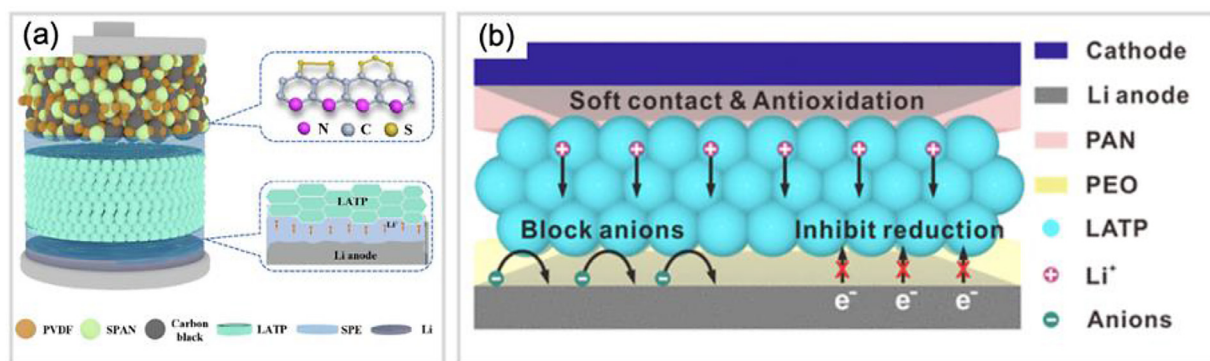 (a)
N C S
LATP
Li⁺
Li anode
PVDF SPAN Carbon black LATP SPE Li
(b)
Soft contact & Antioxidation
Block anions Inhibit reduction
e⁻ e⁻ e⁻
Cathode
Li anode
PAN
PEO
LATP
Li⁺
Anions